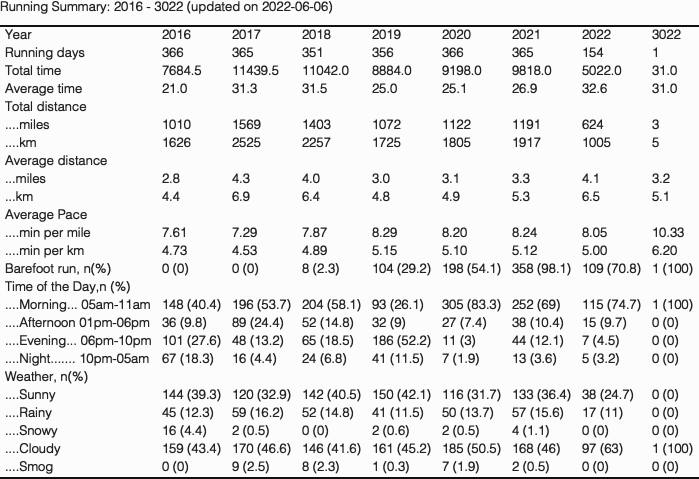 Running Summary: 2016 - 3022 (updated on 2022-06-06)
Year 2016 2017 2018 2019 2020 2021 2022 3022
Running days 366 365 351 356 366 365 154 1
Total time 7684.5 11439.5 11042.0 8884.0 9198.0 9818.0 5022.0 31.0
Average time 21.0 31.3 31.5 25.0 25.1 26.9 32.6 31.0
Total distance
....miles 1010 1569 1403 1072 1122 1191 624 3
....km 1626 2525 2257 1725 1805 1917 1005 5
Average distance
...miles 2.8 4.3 4.0 3.0 3.1 3.3 4.1 3.2
...km 4.4 6.9 6.4 4.8 4.9 5.3 6.5 5.1
Average Pace
....min per mile 7.61 7.29 7.87 8.29 8.20 8.24 8.05 10.33
....min per km 4.73 4.53 4.89 5.15 5.10 5.12 5.00 6.20
Barefoot run, n(%) 0 (0) 0 (0) 8 (2.3) 104 (29.2) 198 (54.1) 358 (98.1) 109 (70.8) 1 (100)
Time of the Day,n (%)
....Morning... 05am-11am 148 (40.4) 196 (53.7) 204 (58.1) 93 (26.1) 305 (83.3) 252 (69) 115 (74.7) 1 (100)
....Afternoon 01pm-06pm 36 (9.8) 89 (24.4) 52 (14.8) 32 (9) 27 (7.4) 38 (10.4) 15 (9.7) 0 (0)
....Evening... 06pm-10pm 101 (27.6) 48 (13.2) 65 (18.5) 186 (52.2) 11 (3) 44 (12.1) 7 (4.5) 0 (0)
....Night....... 10pm-05am 67 (18.3) 16 (4.4) 24 (6.8) 41 (11.5) 7 (1.9) 13 (3.6) 5 (3.2) 0 (0)
Weather, n(%)
....Sunny 144 (39.3) 120 (32.9) 142 (40.5) 150 (42.1) 116 (31.7) 133 (36.4) 38 (24.7) 0 (0)
....Rainy 45 (12.3) 59 (16.2) 52 (14.8) 41 (11.5) 50 (13.7) 57 (15.6) 17 (11) 0 (0)
....Snowy 16 (4.4) 2 (0.5) 0 (0) 2 (0.6) 2 (0.5) 4 (1.1) 0 (0) 0 (0)
....Cloudy 159 (43.4) 170 (46.6) 146 (41.6) 161 (45.2) 185 (50.5) 168 (46) 97 (63) 1 (100)
....Smog 0 (0) 9 (2.5) 8 (2.3) 1 (0.3) 7 (1.9) 2 (0.5) 0 (0) 0 (0)